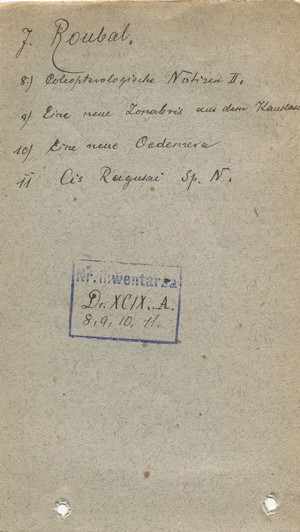 J. Roubal.
8.) Coleopterologische Notizen II.
9) Eine neue Zonabris aus dem Kaukasus
10) Eine neue Oedemera
11 Cis Ragusai Sp. N.
Nr. inwentarza
Dr. XCIX. A.
8. 9. 10. 11.